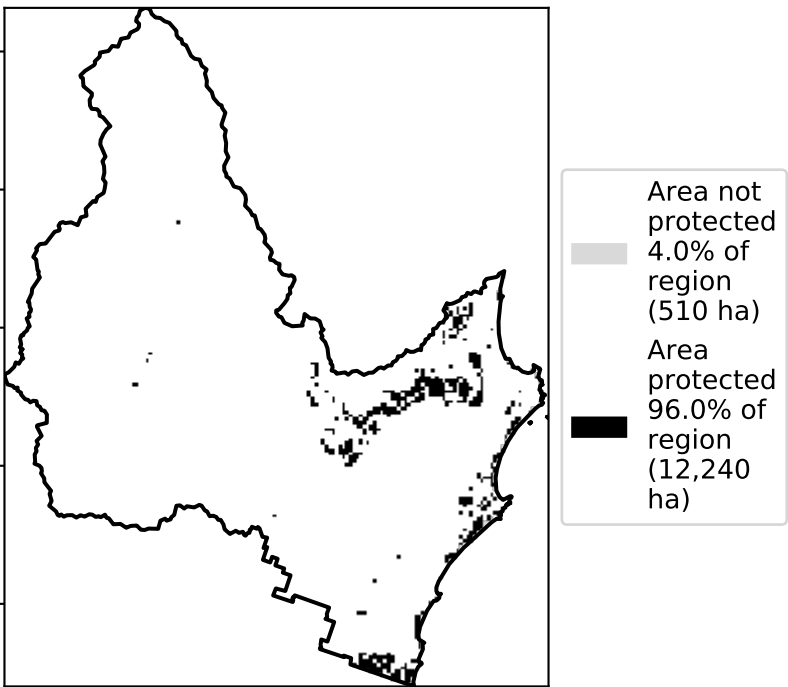 Area not
protected
4.0% of
region
(510 ha)
Area
protected
96.0% of
region
(12,240
ha)